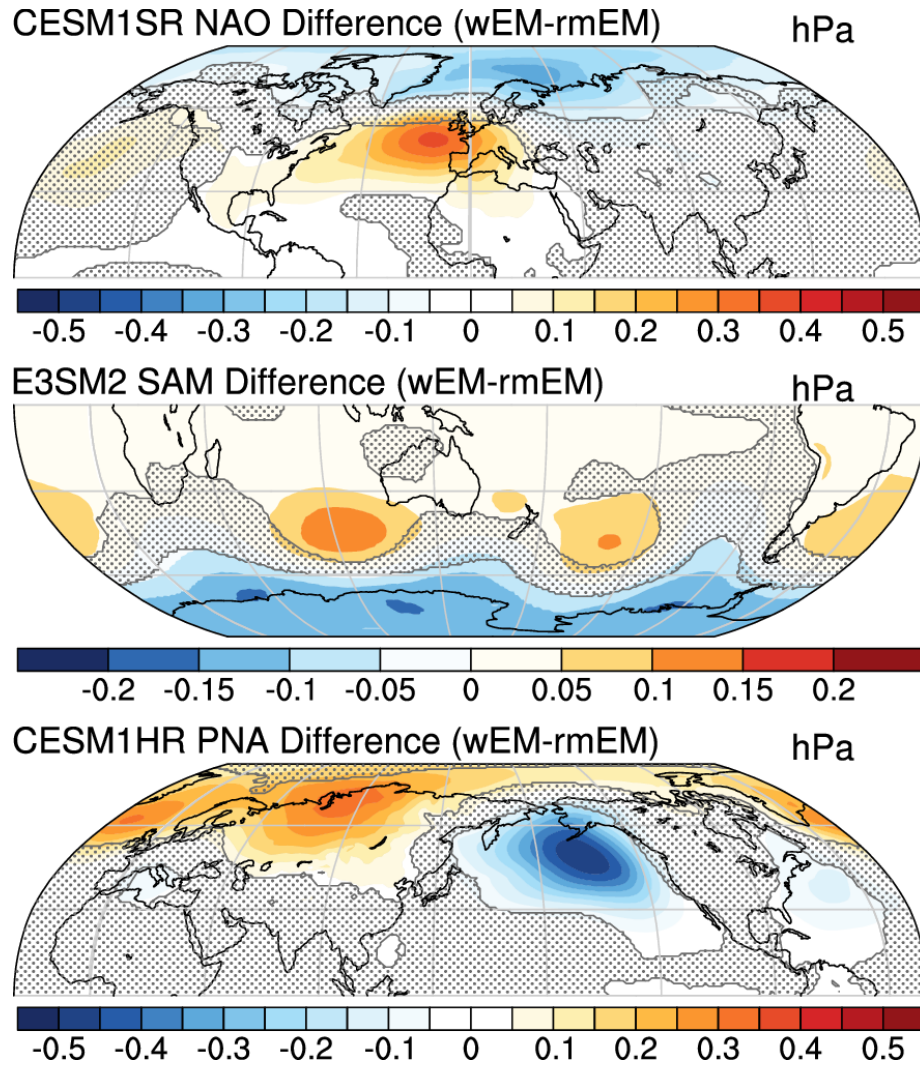 CESM1SR NAO Difference (wEM-rmEM) hPa
-0.5 -0.4 -0.3 -0.2 -0.1 0 0.1 0.2 0.3 0.4 0.5
E3SM2 SAM Difference (wEM-rmEM) hPa
-0.2 -0.15 -0.1 -0.05 0 0.05 0.1 0.15 0.2
CESM1HR PNA Difference (wEM-rmEM) hPa
-0.5 -0.4 -0.3 -0.2 -0.1 0 0.1 0.2 0.3 0.4 0.5